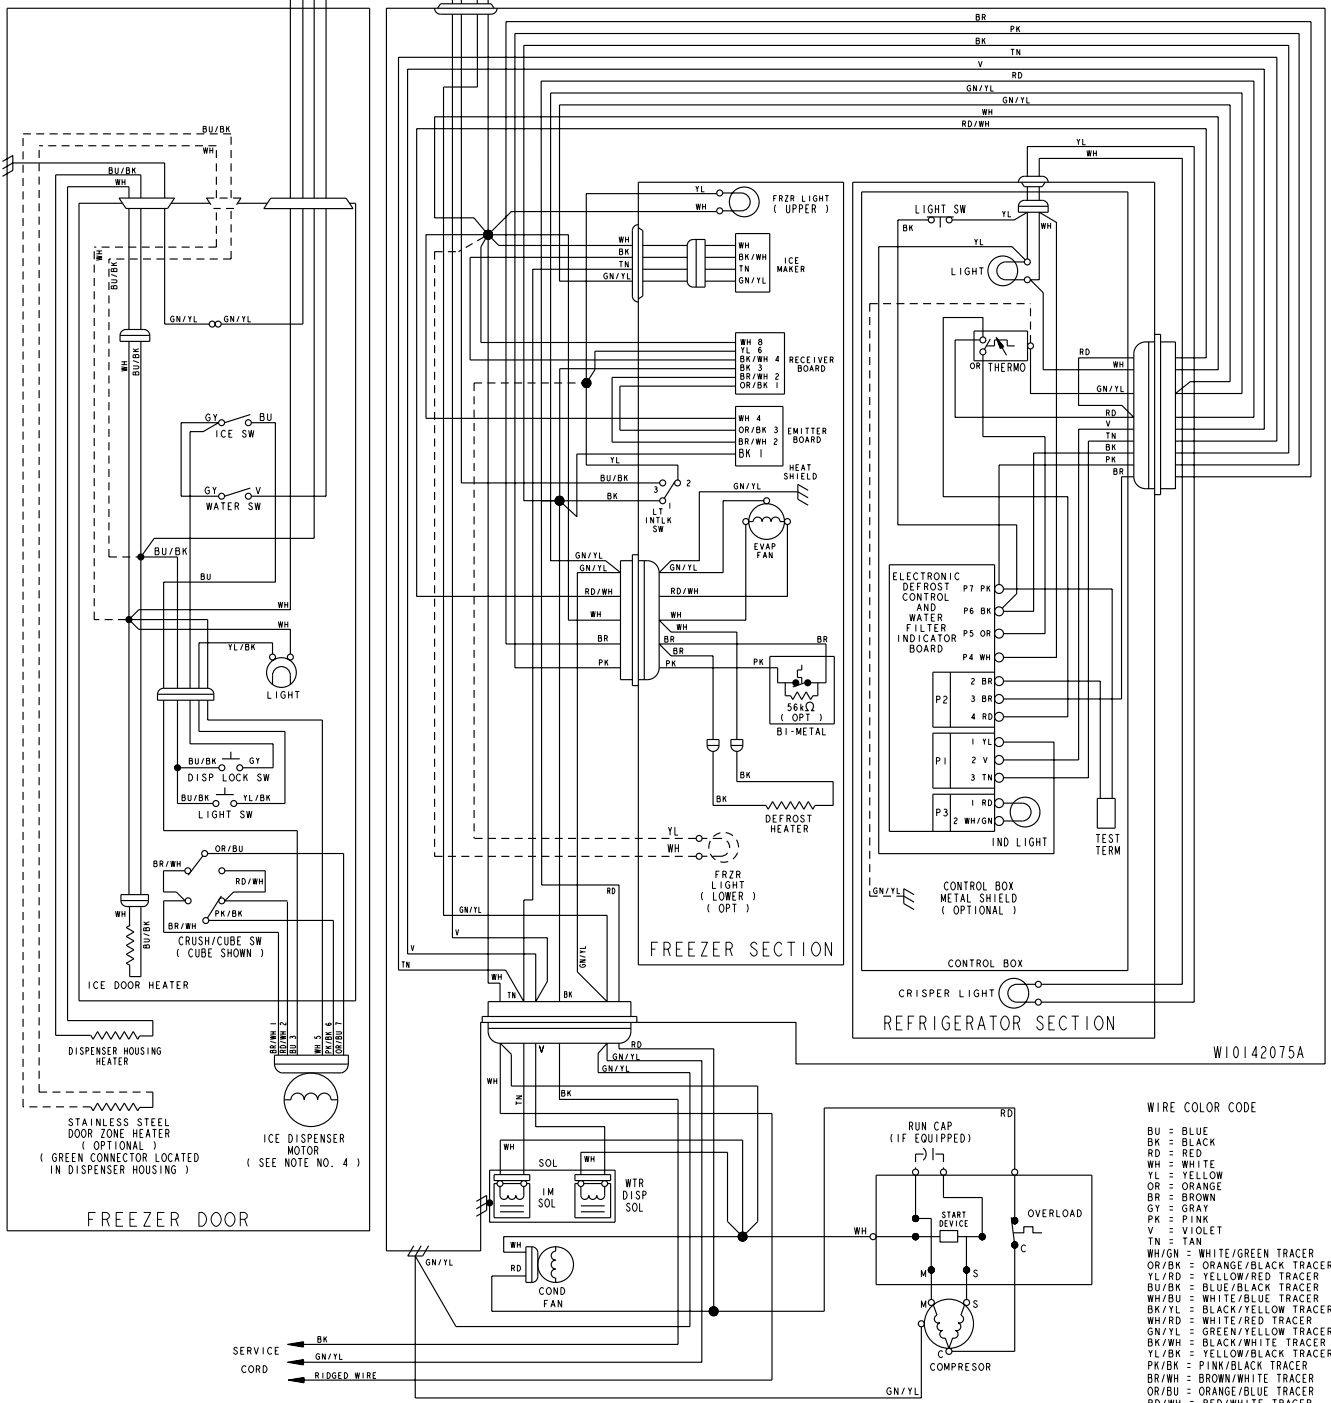 BR
PK
BK
TN
V
RD
GN/YL
GN/YL
WH
RD/WH
BU/BK
WH
BU/BK
WH
WH
BU/BK
GN/YL GN/YL
WH
BU/BK
GY BU
ICE SW
GY V
WATER SW
BU/BK
BU
WH
WH
YL/BK
LIGHT
BU/BK GY
DISP LOCK SW
BU/BK YL/BK
LIGHT SW
OR/BU
BR/WH
RD/WH
PK/BK
BR/WH
CRUSH/CUBE SW
( CUBE SHOWN )
WH
BU/BK
ICE DOOR HEATER
BR/WH 1
RD/WH 2
BU 3
WH 5
PK/BK 6
OR/BU 7
DISPENSER HOUSING
HEATER
STAINLESS STEEL
DOOR ZONE HEATER
( OPTIONAL )
( GREEN CONNECTOR LOCATED
IN DISPENSER HOUSING )
ICE DISPENSER
MOTOR
( SEE NOTE NO. 4 )
FREEZER DOOR
YL
WH
FRZR LIGHT
( UPPER )
WH
BK
TN
GN/YL
WH
BK/WH
TN
GN/YL
ICE
MAKER
WH 8
YL 6
BK/WH 4
BK 3
BR/WH 2
OR/BK 1
RECEIVER
BOARD
WH 4
OR/BK 3
BR/WH 2
BK 1
EMITTER
BOARD
YL
BU/BK
BK
3
2
1
LT
INTLK
SW
HEAT
SHIELD
GN/YL
EVAP
FAN
GN/YL
GN/YL
RD/WH
WH
BR
PK
GN/YL
RD/WH
WH
WH
BR
BR
PK
PK
BR
56kΩ
( OPT )
BI-METAL
BK
BK
DEFROST
HEATER
YL
WH
FRZR
LIGHT
( LOWER )
( OPT )
FREEZER SECTION
RD
GN/YL
V
V
TN
GN/YL
WH
TN
BK
YL
WH
LIGHT SW
BK
YL
WH
YL
LIGHT
OR
THERMO
RD
WH
GN/YL
RD
V
TN
BK
PK
BR
ELECTRONIC
DEFROST
CONTROL
AND
WATER
FILTER
INDICATOR
BOARD
P7 PK
P6 BK
P5 OR
P4 WH
P2
2 BR
3 BR
4 RD
P1
1 YL
2 V
3 TN
P3
1 RD
2 WH/GN
IND LIGHT
TEST
TERM
GN/YL
CONTROL BOX
METAL SHIELD
( OPTIONAL )
CONTROL BOX
CRISPER LIGHT
REFRIGERATOR SECTION
W10142075A
V
RD
GN/YL
GN/YL
WH
TN
BK
WH
WH
SOL
IM
SOL
WTR
DISP
SOL
GN/YL
WH
RD
COND
FAN
SERVICE
CORD
BK
GN/YL
RIDGED WIRE
RD
RUN CAP
(IF EQUIPPED)
WH
START
DEVICE
OVERLOAD
C
M
S
M
S
C
COMPRESOR
GN/YL
WIRE COLOR CODE
BU = BLUE
BK = BLACK
RD = RED
WH = WHITE
YL = YELLOW
OR = ORANGE
BR = BROWN
GY = GRAY
PK = PINK
V = VIOLET
TN = TAN
WH/GN = WHITE/GREEN TRACER
OR/BK = ORANGE/BLACK TRACER
YL/RD = YELLOW/RED TRACER
BU/BK = BLUE/BLACK TRACER
WH/BU = WHITE/BLUE TRACER
BK/YL = BLACK/YELLOW TRACER
WH/RD = WHITE/RED TRACER
GN/YL = GREEN/YELLOW TRACER
BK/WH = BLACK/WHITE TRACER
YL/BK = YELLOW/BLACK TRACER
PK/BK = PINK/BLACK TRACER
BR/WH = BROWN/WHITE TRACER
OR/BU = ORANGE/BLUE TRACER
RD/WH = RED/WHITE TRACER